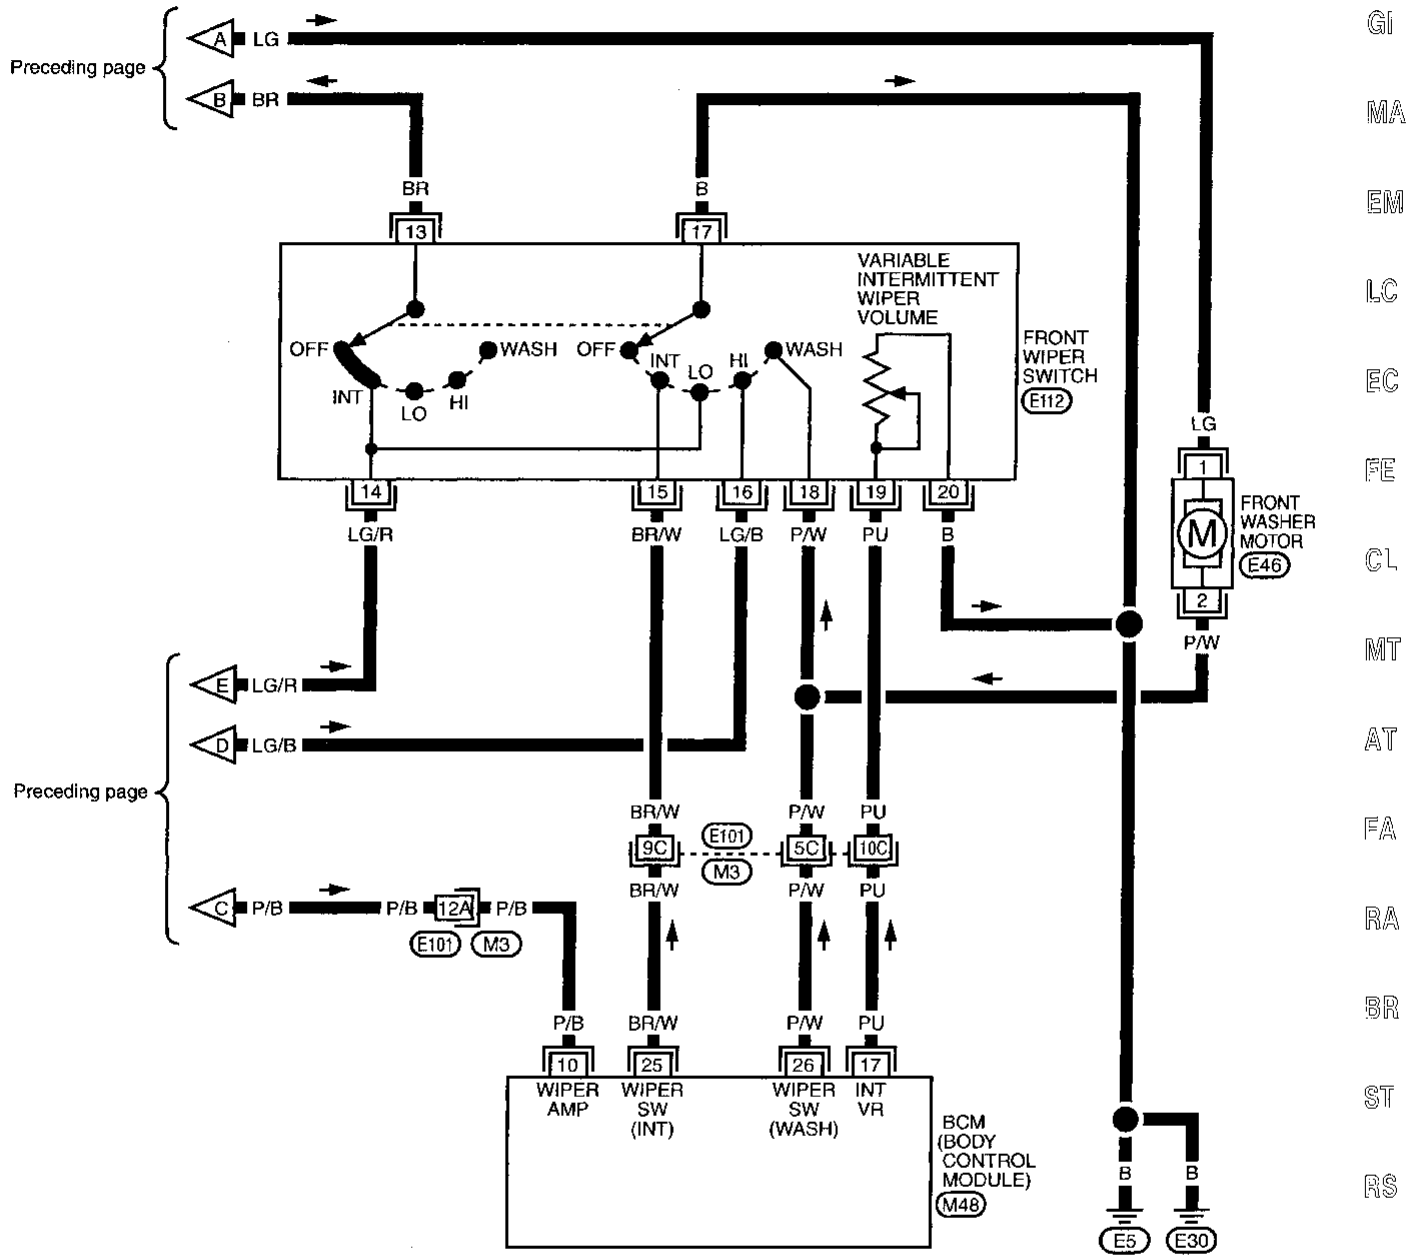 GI
A LG
Preceding page
B BR
MA
BR
B
EM
13
17
VARIABLE
INTERMITTENT
WIPER
VOLUME
LC
OFF
WASH
INT
LO
HI
OFF
INT
LO
HI
WASH
FRONT
WIPER
SWITCH
E112
EC
LG
1
FE
14
15
16
18
19
20
LG/R
BR/W
LG/B
P/W
PU
B
M
FRONT
WASHER
MOTOR
E46
CL
2
P/W
MT
E LG/R
D LG/B
AT
Preceding page
BR/W
P/W
PU
FA
9C
E101
M3
5C
10C
BR/W
P/W
PU
C P/B
P/B 12A P/B
E101 M3
RA
P/B
BR/W
P/W
PU
BR
10
25
26
17
WIPER
AMP
WIPER
SW
(INT)
WIPER
SW
(WASH)
INT
VR
BCM
(BODY
CONTROL
MODULE)
M48
ST
B
B
RS
E5
E30